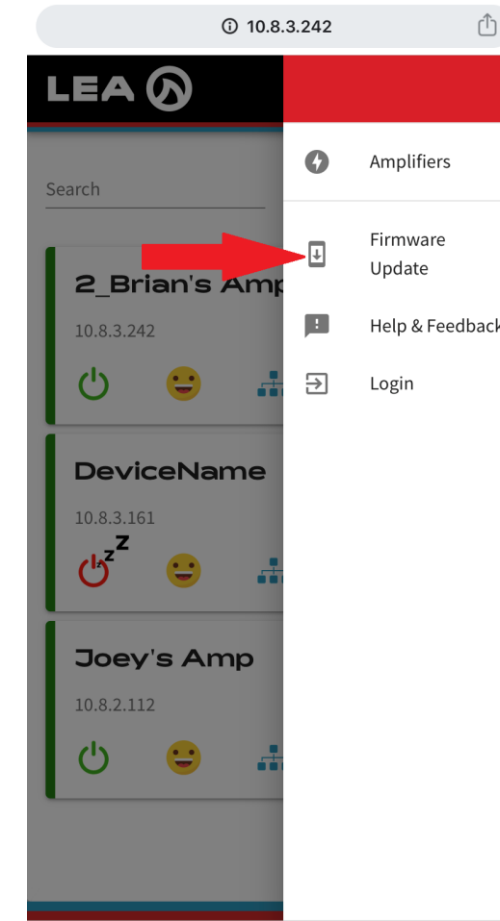 10.8.3.242
LEA
Search
2_Brian's Amp
10.8.3.242
DeviceName
10.8.3.161
z z Z
Joey's Amp
10.8.2.112
Amplifiers
Firmware
Update
Help & Feedback
Login